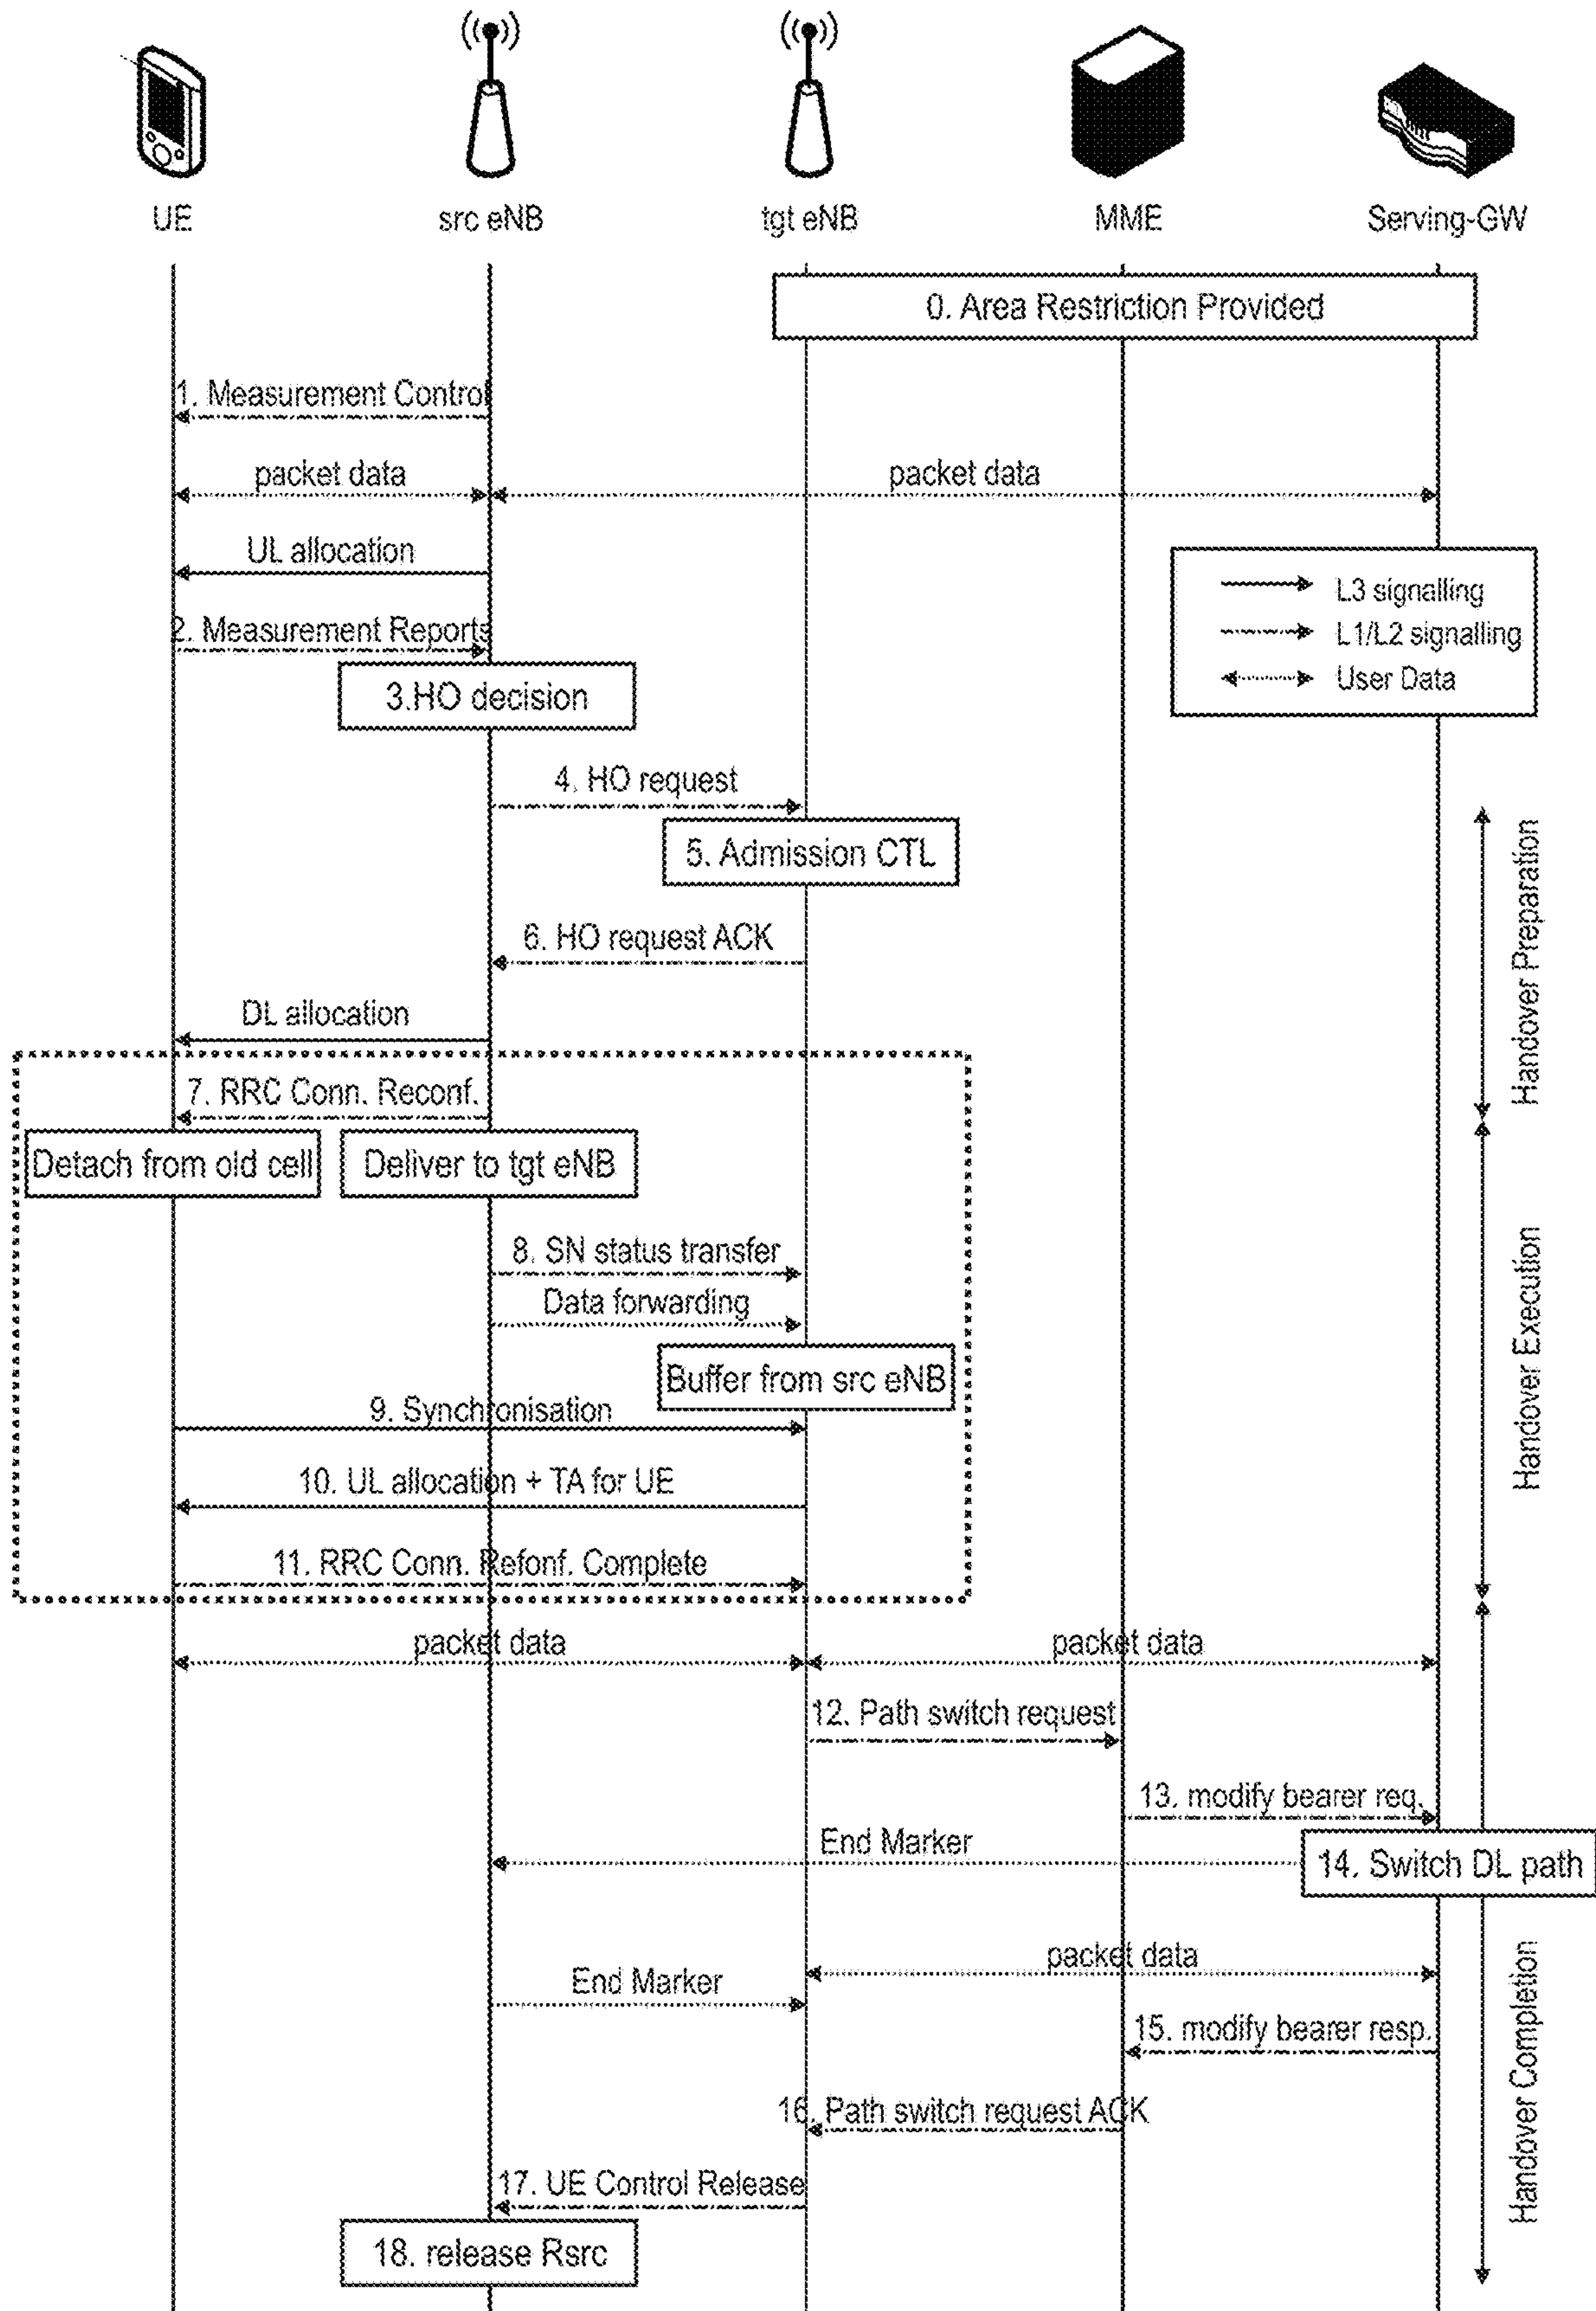 UE
src eNB
tgt eNB
MME
Serving-GW
0. Area Restriction Provided
1. Measurement Control
packet data
packet data
UL allocation
L3 signalling
L1/L2 signalling
User Data
2. Measurement Reports
3.HO decision
4. HO request
5. Admission CTL
6. HO request ACK
Handover Preparation
DL allocation
7. RRC Conn. Reconf.
Detach from old cell
Deliver to tgt eNB
8. SN status transfer
Data forwarding
Buffer from src eNB
Handover Execution
9. Synchronisation
10. UL allocation + TA for UE
11. RRC Conn. Refonf. Complete
packet data
packet data
12. Path switch request
13. modify bearer req.
End Marker
14. Switch DL path
packet data
End Marker
15. modify bearer resp.
16. Path switch request ACK
Handover Completion
17. UE Control Release
18. release Rsrc